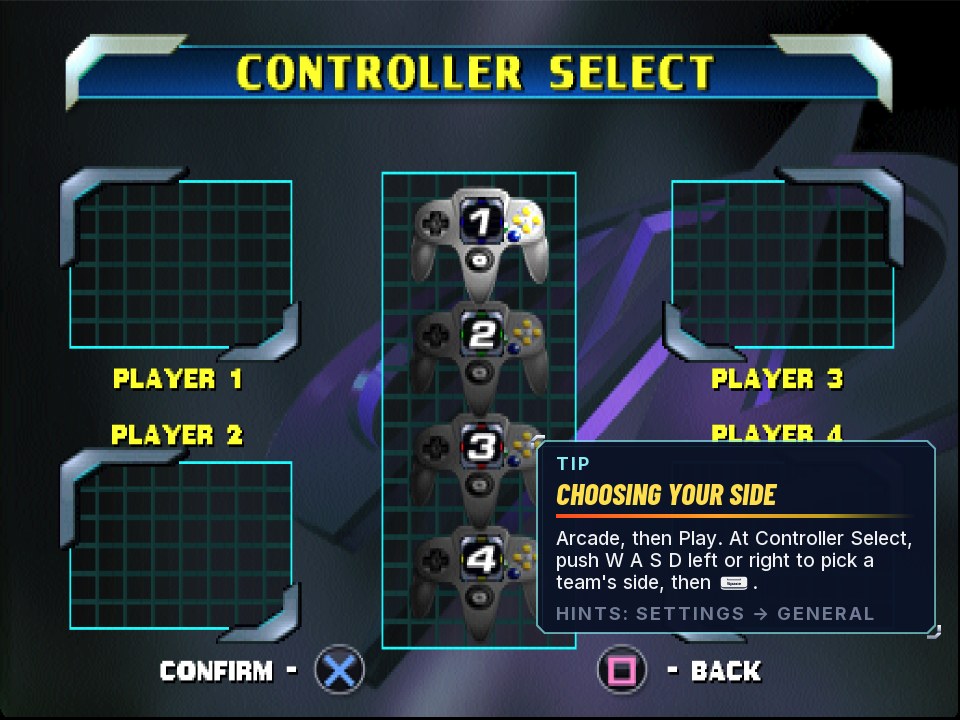 CONTROLLER SELECT
1
2
3
4
PLAYER 1
PLAYER 2
PLAYER 3
PLAYER 4
TIP
CHOOSING YOUR SIDE
Arcade, then Play. At Controller Select,
push W A S D left or right to pick a
team's side, then Space .
HINTS: SETTINGS → GENERAL
CONFIRM -
- BACK